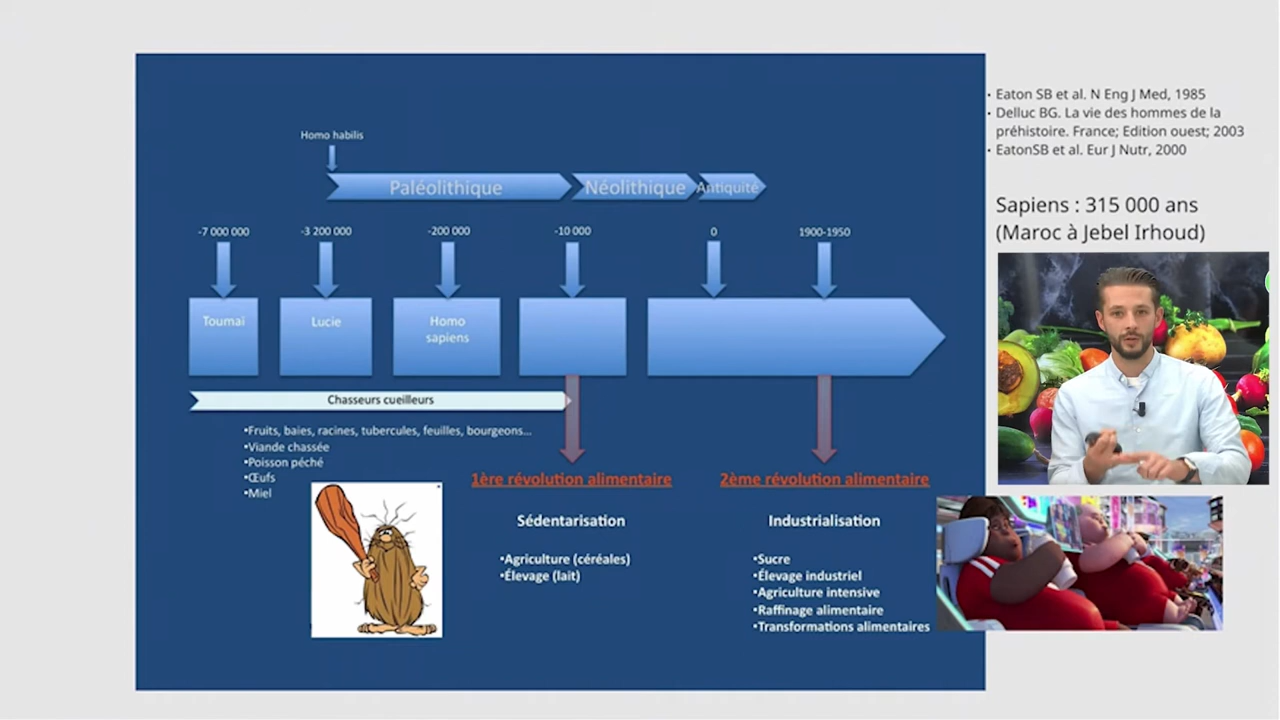 Homo habilis
Paléolithique
Néolithique
Antiquité
-7 000 000
-3 200 000
-200 000
-10 000
0
1900-1950
Toumaï
Lucie
Homo
sapiens
Chasseurs cueilleurs
•Fruits, baies, racines, tubercules, feuilles, bourgeons...
•Viande chassée
•Poisson péché
•Œufs
•Miel
1ère révolution alimentaire
Sédentarisation
•Agriculture (céréales)
•Élevage (lait)
2ème révolution alimentaire
Industrialisation
•Sucre
•Élevage industriel
•Agriculture intensive
•Raffinage alimentaire
•Transformations alimentaires
• Eaton SB et al. N Eng J Med, 1985
• Delluc BG. La vie des hommes de la
préhistoire. France; Edition ouest; 2003
• EatonSB et al. Eur J Nutr, 2000
Sapiens : 315 000 ans
(Maroc à Jebel Irhoud)